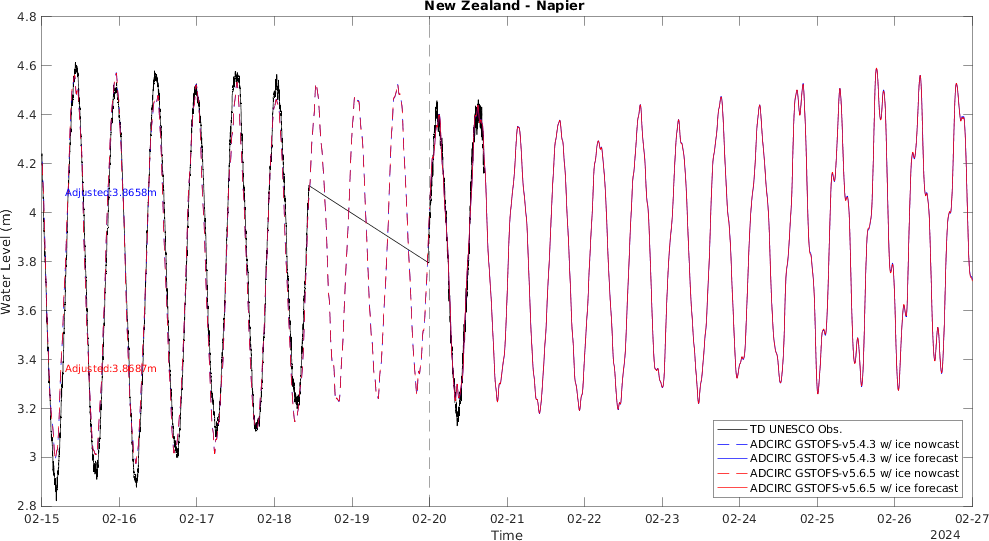 New Zealand - Napier
4.8
4.6
4.4
4.2
4
3.8
3.6
3.4
3.2
3
2.8
Water Level (m)
Adjusted:3.8658m
Adjusted:3.8687m
TD UNESCO Obs.
ADCIRC GSTOFS-v5.4.3 w/ ice nowcast
ADCIRC GSTOFS-v5.4.3 w/ ice forecast
ADCIRC GSTOFS-v5.6.5 w/ ice nowcast
ADCIRC GSTOFS-v5.6.5 w/ ice forecast
02-15 02-16 02-17 02-18 02-19 02-20 02-21 02-22 02-23 02-24 02-25 02-26 02-27
Time
2024